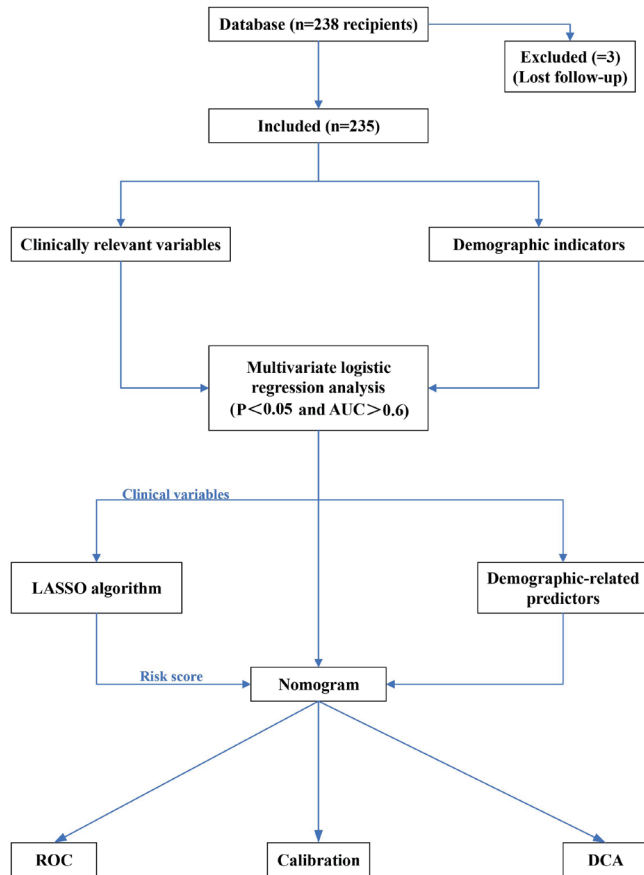 Database (n=238 recipients)
Excluded (=3)
(Lost follow-up)
Included (n=235)
Clinically relevant variables
Demographic indicators
Multivariate logistic
regression analysis
(P＜0.05 and AUC＞0.6)
Clinical variables
LASSO algorithm
Demographic-related
predictors
Risk score
Nomogram
ROC
Calibration
DCA